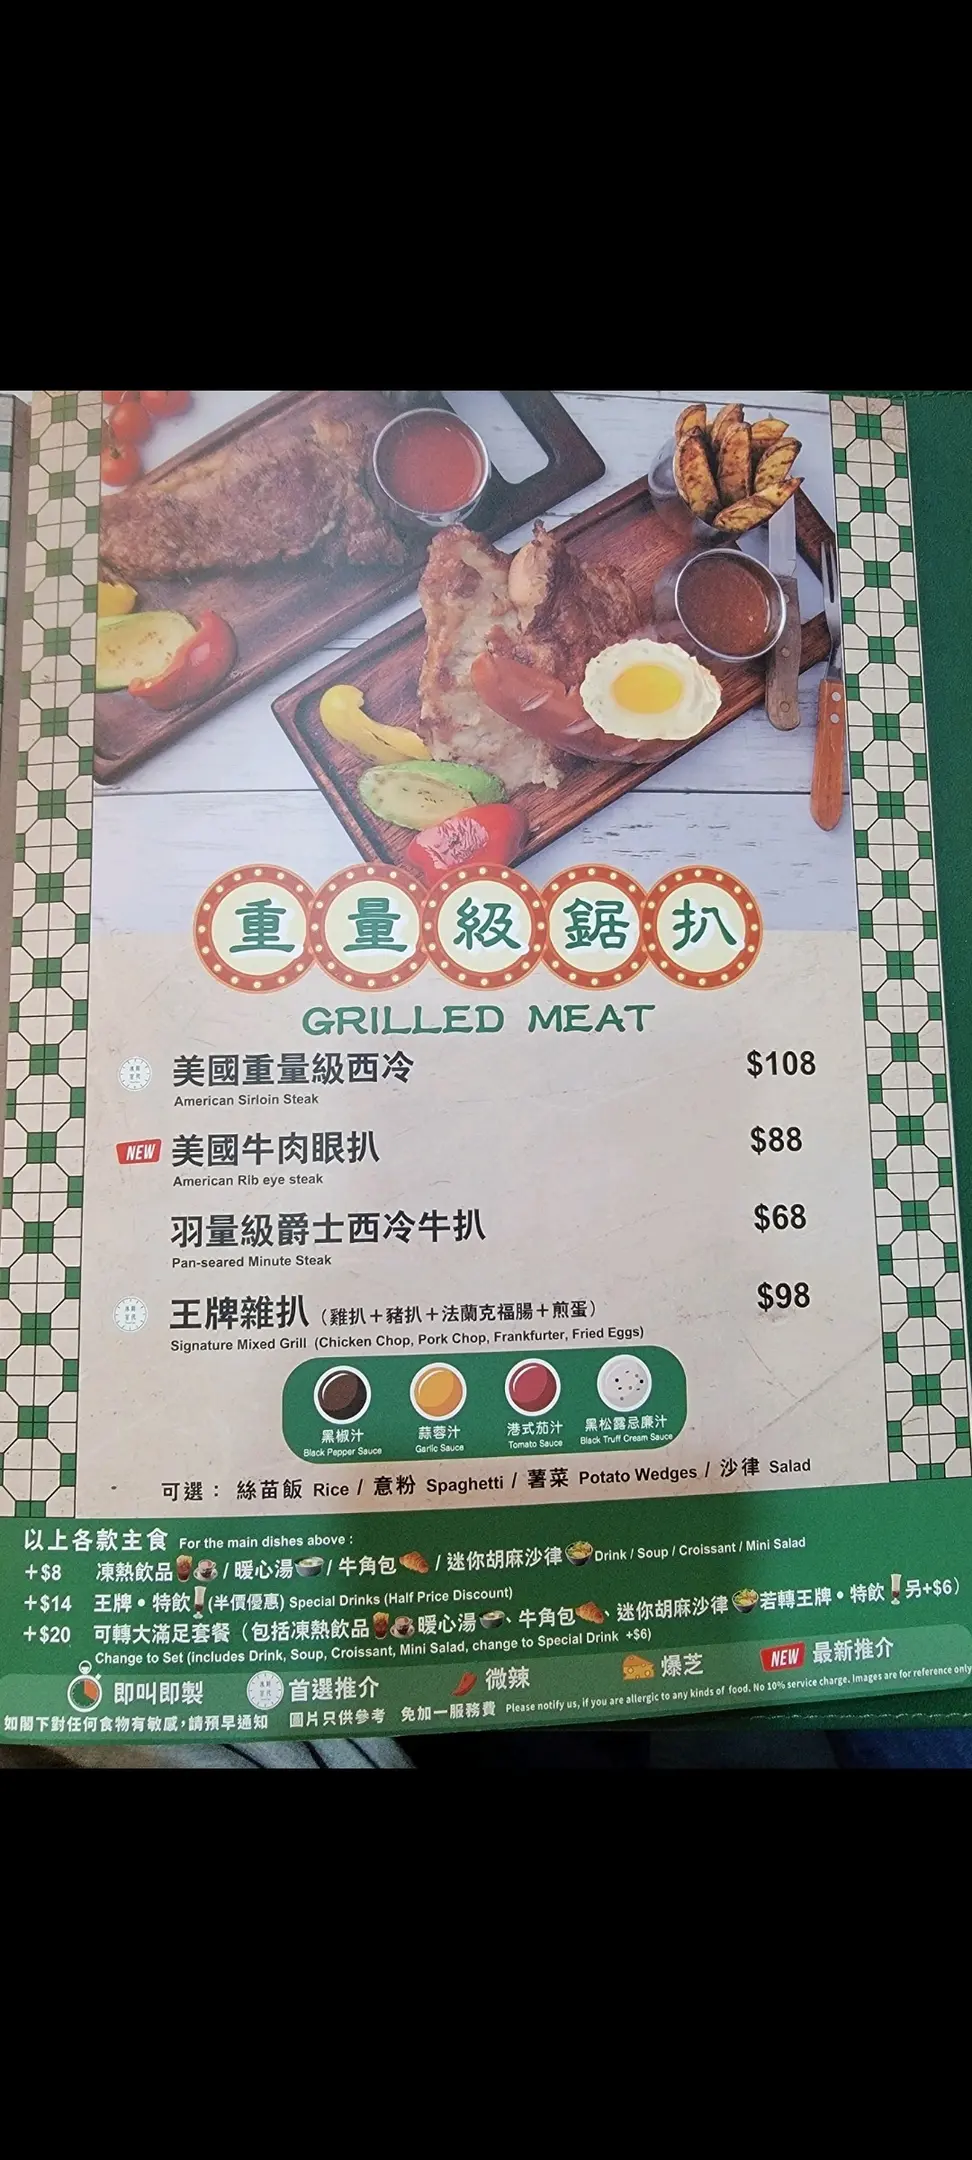 重量級鋸扒
GRILLED MEAT
美國重量級西冷 $108
American Sirloin Steak
NEW 美國牛肉眼扒 $88
American Rib eye steak
羽量級爵士西冷牛扒 $68
Pan-seared Minute Steak
王牌雜扒（雞扒＋豬扒＋法蘭克福腸＋煎蛋） $98
Signature Mixed Grill (Chicken Chop, Pork Chop, Frankfurter, Fried Eggs)
黑椒汁 蒜蓉汁 港式茄汁 黑松露忌廉汁
Black Pepper Sauce Garlic Sauce Tomato Sauce Black Truff Cream Sauce
可選： 絲苗飯 Rice / 意粉 Spaghetti / 薯菜 Potato Wedges / 沙律 Salad
以上各款主食 For the main dishes above :
+$8 凍熱飲品 / 暖心湯 / 牛角包 / 迷你胡麻沙律 Drink / Soup / Croissant / Mini Salad
+$14 王牌•特飲 (半價優惠) Special Drinks (Half Price Discount)
+$20 可轉大滿足套餐（包括凍熱飲品、暖心湯、牛角包、迷你胡麻沙律 若轉王牌•特飲 另+$6）
Change to Set (includes Drink, Soup, Croissant, Mini Salad, change to Special Drink +$6)
即叫即製 首選推介 微辣 爆芝 NEW 最新推介
如閣下對任何食物有敏感，請預早通知 圖片只供參考 免加一服務費 Please notify us, if you are allergic to any kinds of food. No 10% service charge. Images are for reference only